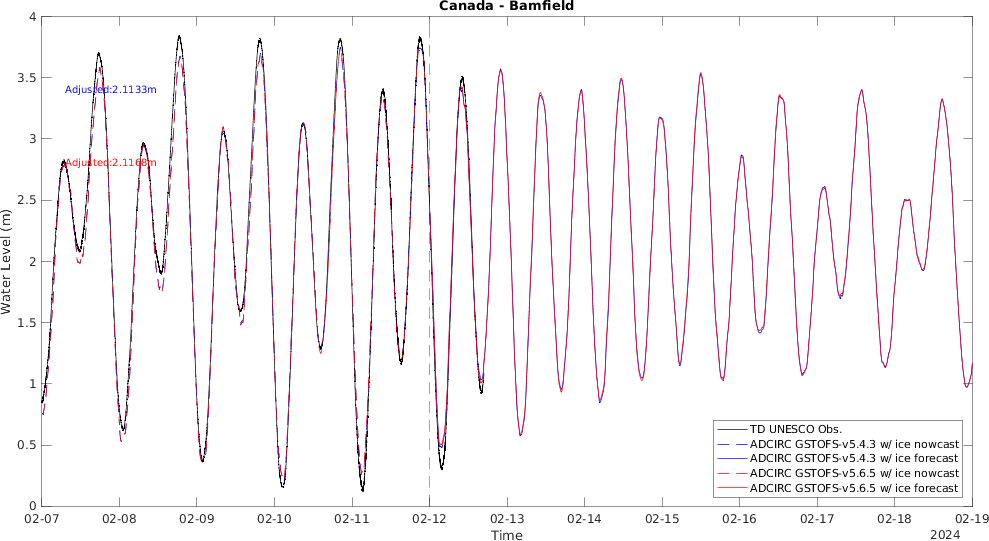 Canada - Bamfield
4
3.5
3
2.5
2
1.5
1
0.5
0
Water Level (m)
Adjusted:2.1133m
Adjusted:2.1168m
TD UNESCO Obs.
ADCIRC GSTOFS-v5.4.3 w/ ice nowcast
ADCIRC GSTOFS-v5.4.3 w/ ice forecast
ADCIRC GSTOFS-v5.6.5 w/ ice nowcast
ADCIRC GSTOFS-v5.6.5 w/ ice forecast
02-07 02-08 02-09 02-10 02-11 02-12 02-13 02-14 02-15 02-16 02-17 02-18 02-19
Time
2024